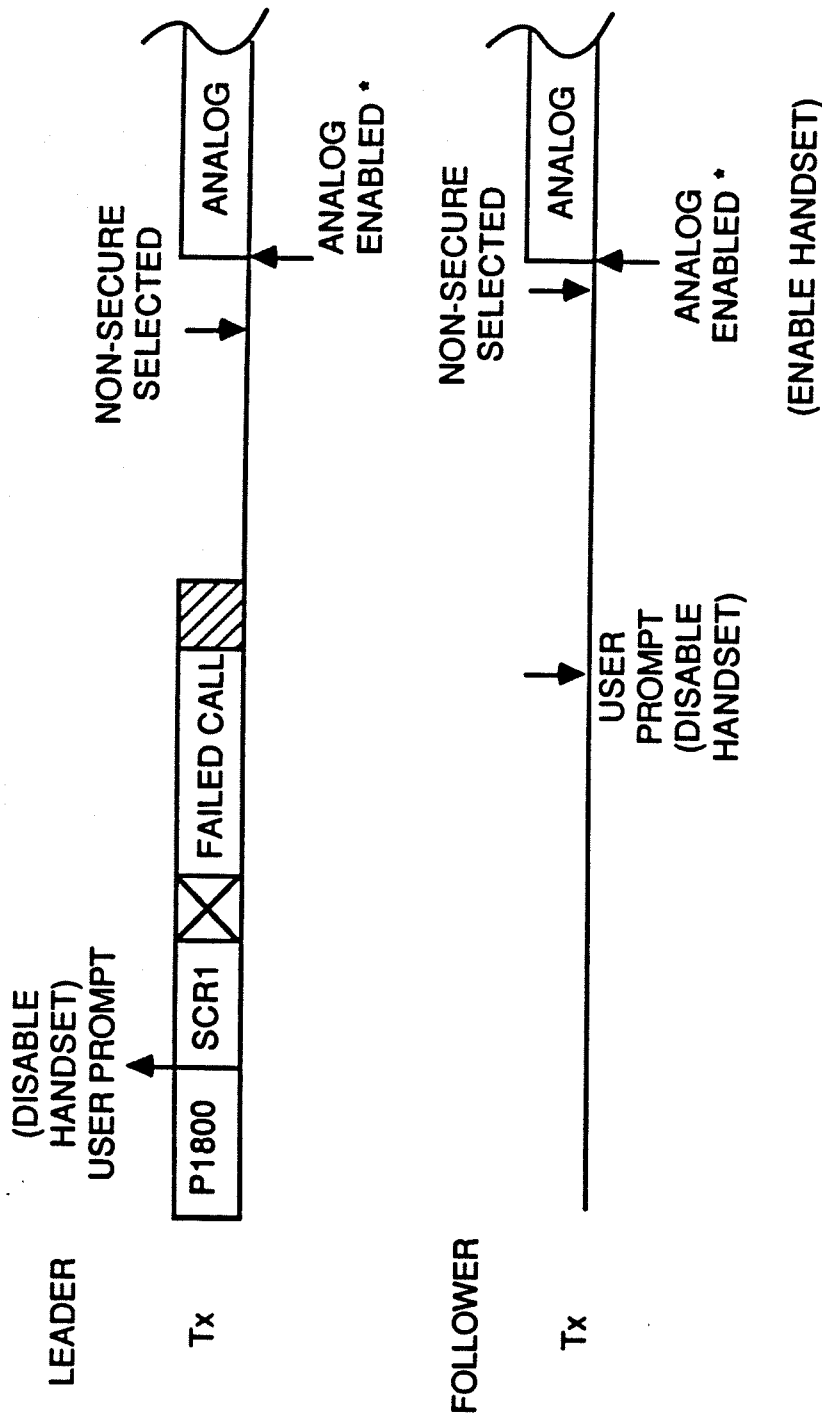 LEADER
(DISABLE
HANDSET)
USER PROMPT
NON-SECURE
SELECTED
Tx
P1800
SCR1
FAILED CALL
ANALOG
ANALOG
ENABLED *
FOLLOWER
NON-SECURE
SELECTED
Tx
ANALOG
USER
PROMPT
(DISABLE
HANDSET)
ANALOG
ENABLED *
(ENABLE HANDSET)